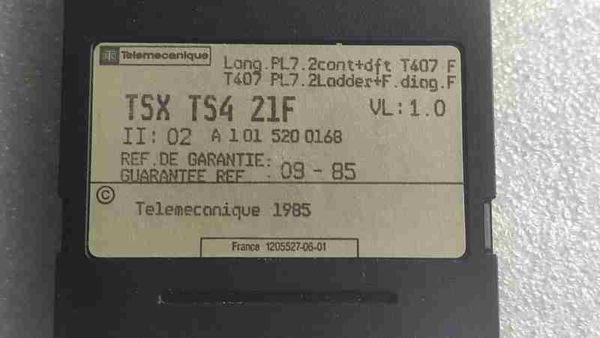 Telemecanique
Lang.PL7.2cont+dft T407 F
T407 PL7.2Ladder+F.diag.F
TSX TS4 21F VL:1.0
II:02 A 1 01 520 0168
REF.DE GARANTIE:
GUARANTEE REF. : 09 - 85
© Telemecanique 1985
France 1205527-06-01